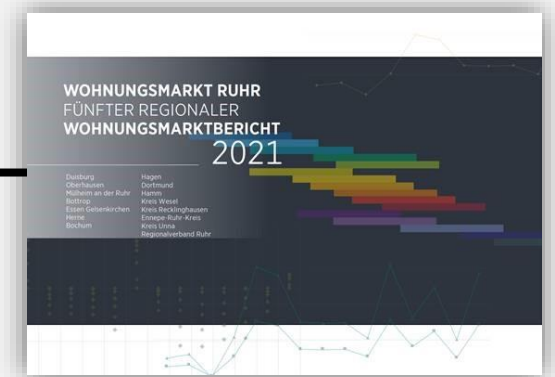 WOHNUNGSMARKT RUHR
FÜNFTER REGIONALER
WOHNUNGSMARKTBERICHT
2021
Duisburg
Oberhausen
Mülheim an der Ruhr
Bottrop
Essen Gelsenkirchen
Herne
Bochum
Hagen
Dortmund
Hamm
Kreis Wesel
Kreis Recklinghausen
Ennepe-Ruhr-Kreis
Kreis Unna
Regionalverband Ruhr